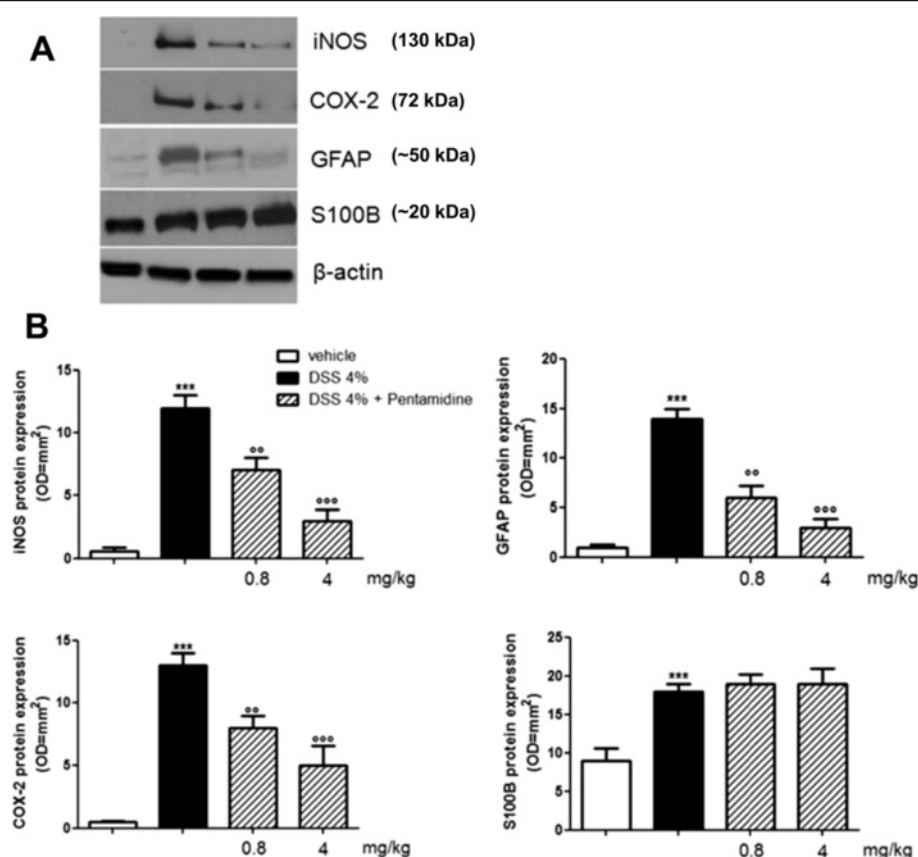 A
iNOS (130 kDa)
COX-2 (72 kDa)
GFAP (~50 kDa)
S100B (~20 kDa)
β-actin
B
vehicle
DSS 4%
DSS 4% + Pentamidine
iNOS protein expression
(OD=mm²)
15
10
5
0
***
°°
°°°
0.8 4 mg/kg
GFAP protein expression
(OD=mm²)
20
15
10
5
0
***
°°
°°°
0.8 4 mg/kg
COX-2 protein expression
(OD=mm²)
15
10
5
0
***
°°
°°°
0.8 4 mg/kg
S100B protein expression
(OD=mm²)
25
20
15
10
5
0
***
0.8 4 mg/kg